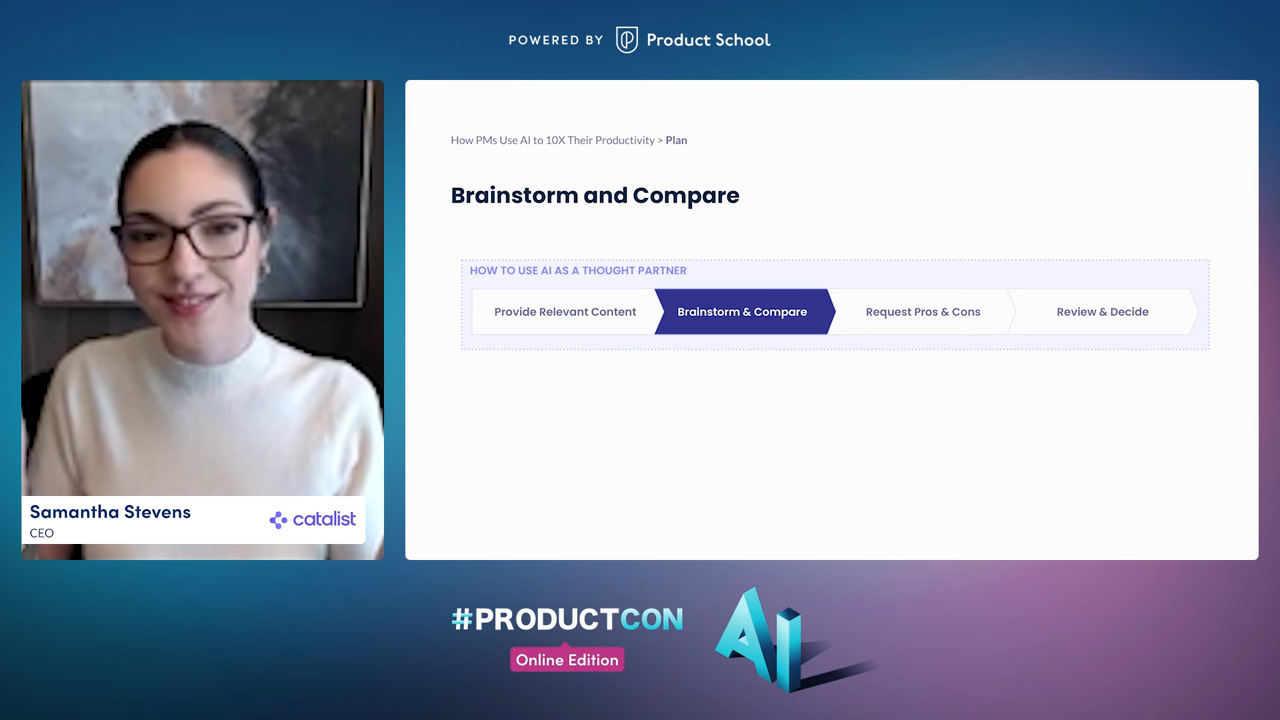 POWERED BY Product School
How PMs Use AI to 10X Their Productivity > Plan
Brainstorm and Compare
HOW TO USE AI AS A THOUGHT PARTNER
Provide Relevant Content
Brainstorm & Compare
Request Pros & Cons
Review & Decide
Samantha Stevens
CEO
catalist
#PRODUCTCON
Online Edition
AI